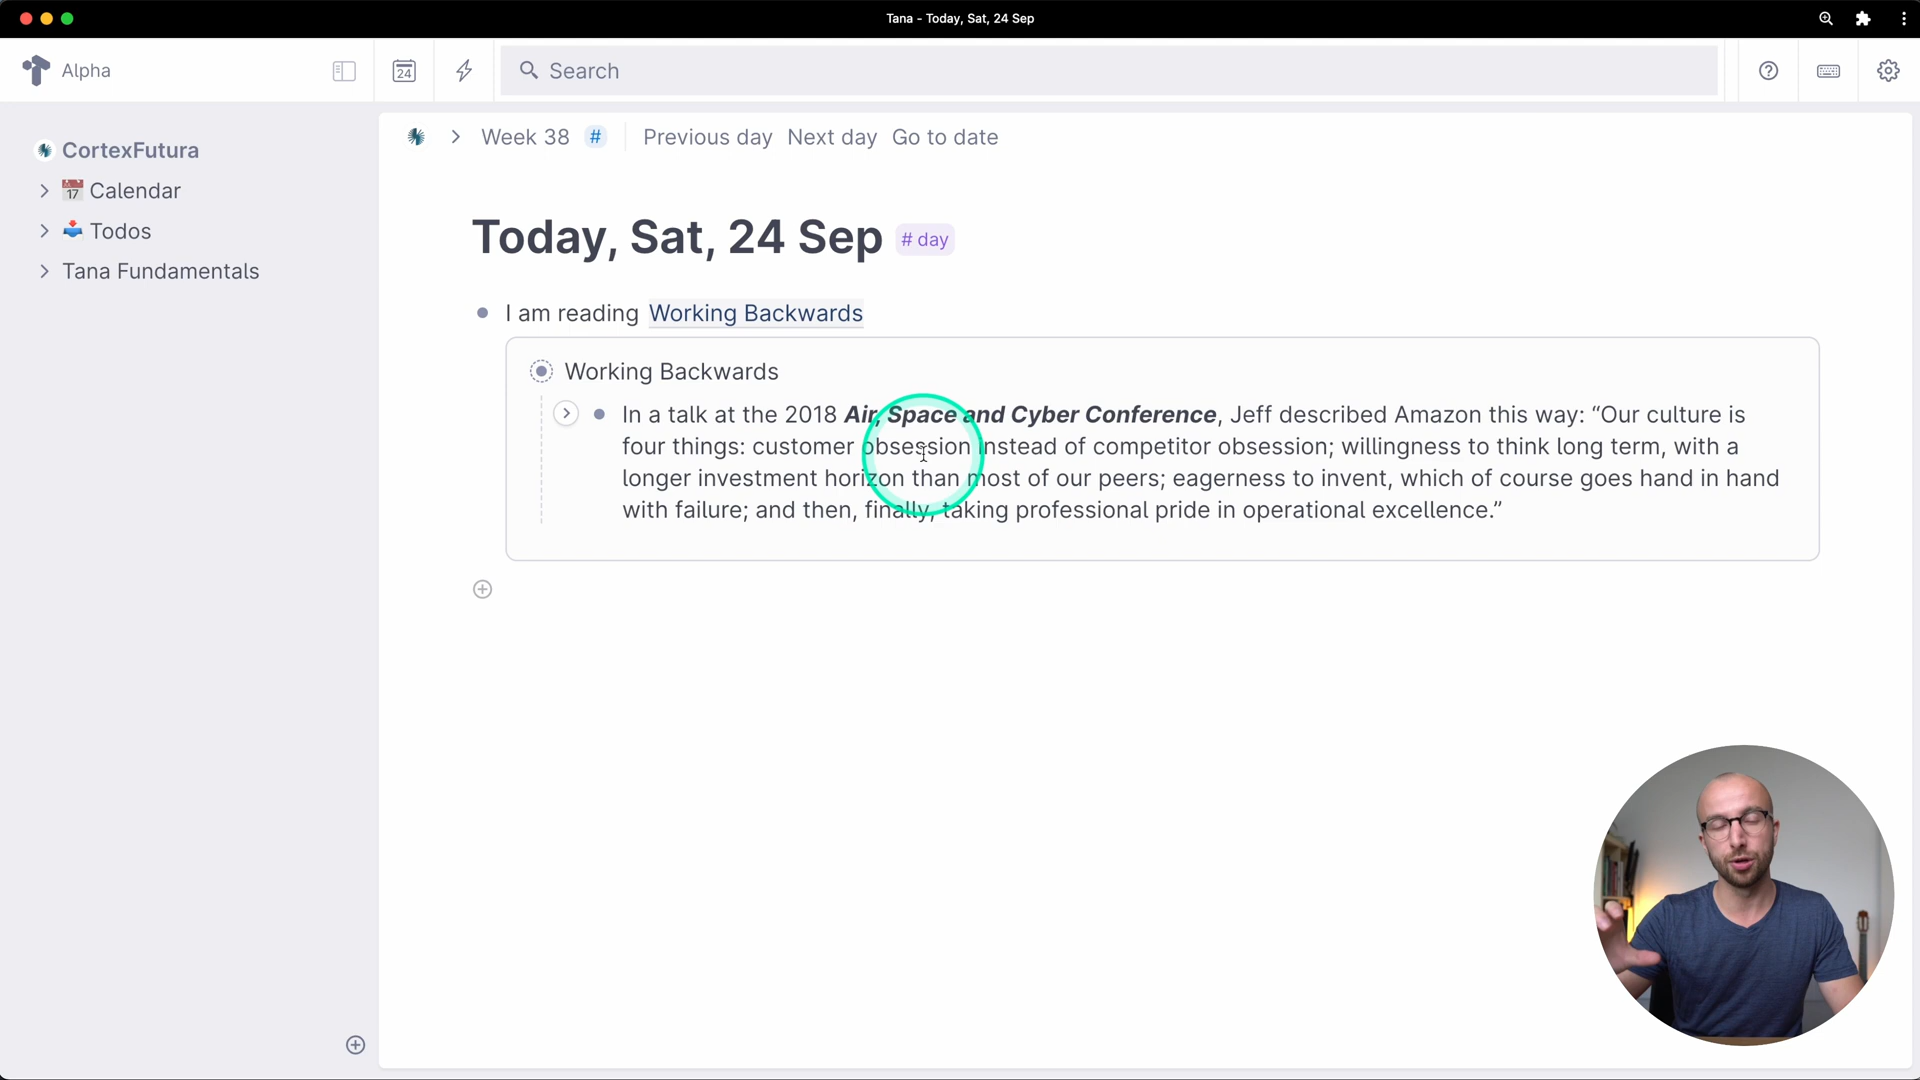 Tana - Today, Sat, 24 Sep
Alpha
24
Search
CortexFutura
17 Calendar
Todos
Tana Fundamentals
Week 38 #
Previous day Next day Go to date
Today, Sat, 24 Sep # day
I am reading Working Backwards
Working Backwards
In a talk at the 2018 Air, Space and Cyber Conference, Jeff described Amazon this way: “Our culture is
four things: customer obsession instead of competitor obsession; willingness to think long term, with a
longer investment horizon than most of our peers; eagerness to invent, which of course goes hand in hand
with failure; and then, finally, taking professional pride in operational excellence.”